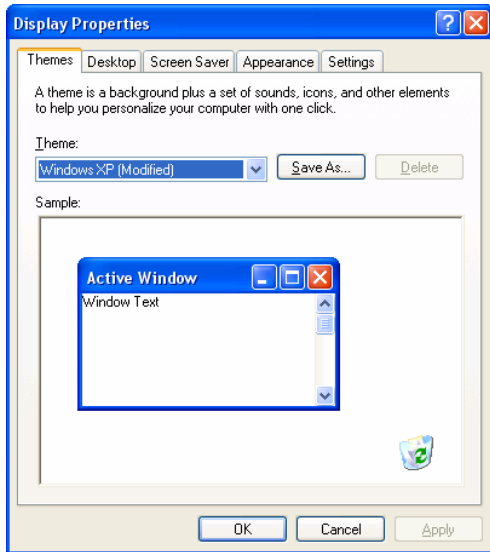 Display Properties
Themes Desktop Screen Saver Appearance Settings
A theme is a background plus a set of sounds, icons, and other elements
to help you personalize your computer with one click.
Theme:
Windows XP (Modified) Save As... Delete
Sample:
Active Window
Window Text
OK Cancel Apply